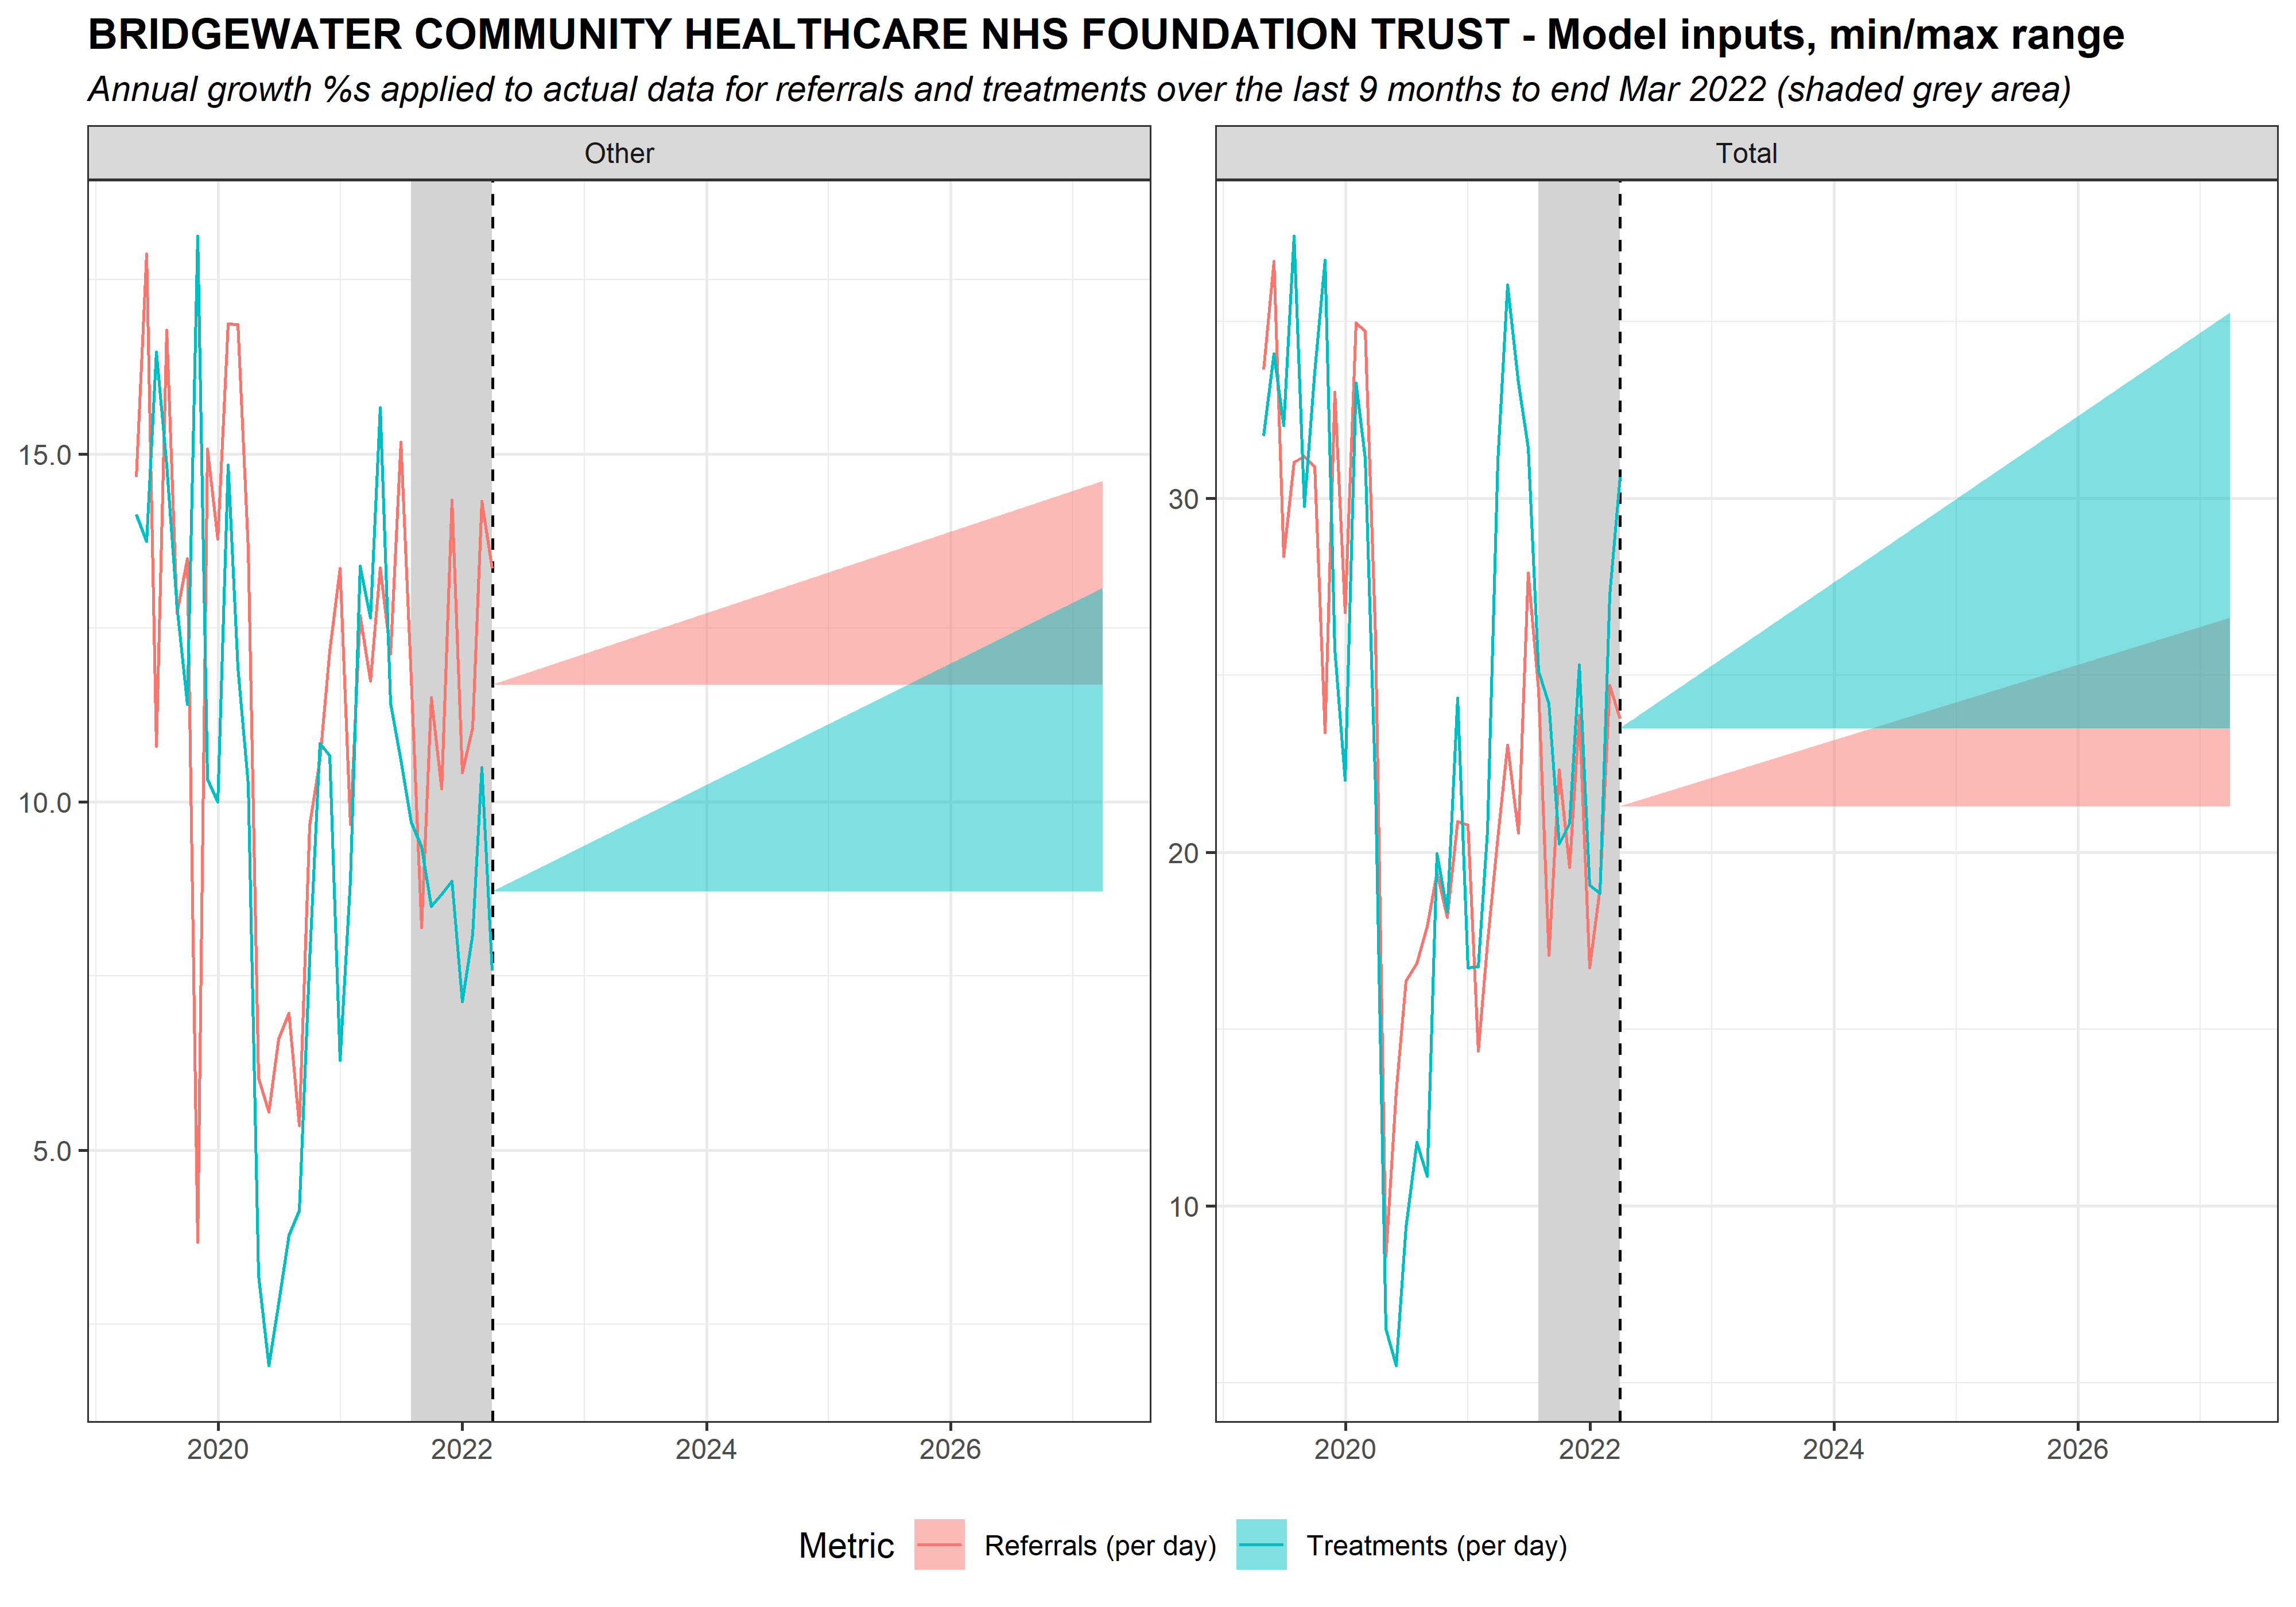 BRIDGEWATER COMMUNITY HEALTHCARE NHS FOUNDATION TRUST - Model inputs, min/max range
Annual growth %s applied to actual data for referrals and treatments over the last 9 months to end Mar 2022 (shaded grey area)
Other
Total
15.0
10.0
5.0
30
20
10
2020
2022
2024
2026
2020
2022
2024
2026
Metric
Referrals (per day)
Treatments (per day)